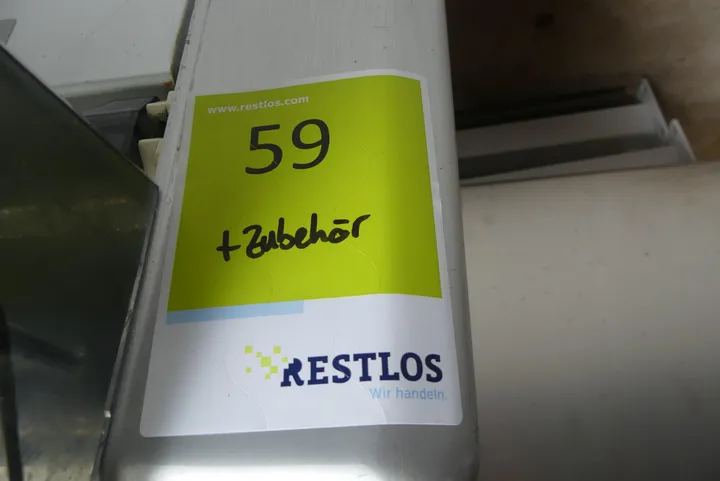 www.restlos.com
59
+ Zubehör
RESTLOS
Wir handeln.